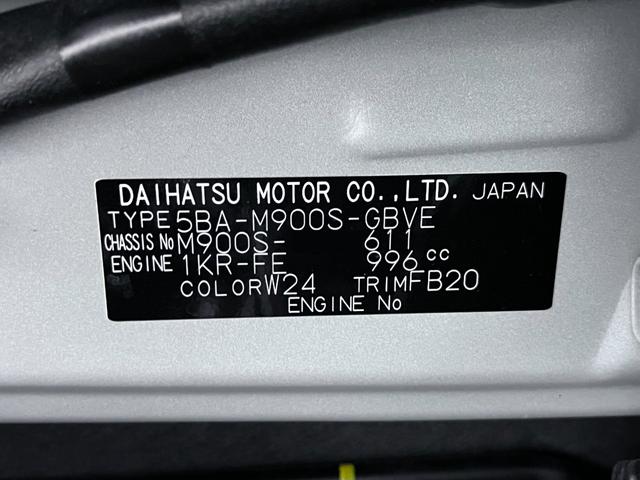 DAIHATSU MOTOR CO.,LTD. JAPAN
TYPE 5BA-M900S-GBVE
CHASSIS No M900S- 611
ENGINE 1KR-FE 996 cc
COLOR W24 TRIM FB20
ENGINE No